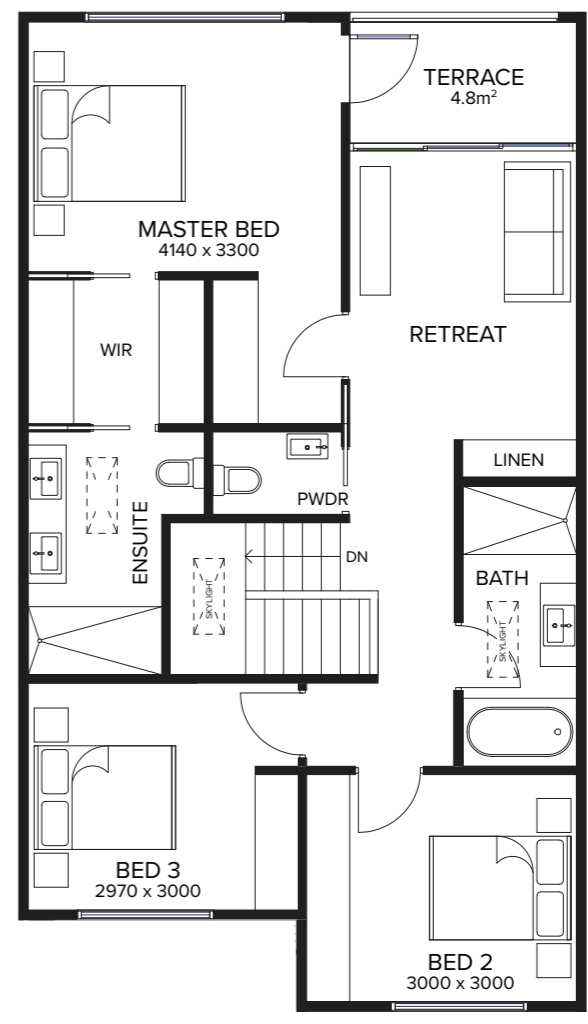 TERRACE
4.8m²
MASTER BED
4140 x 3300
WIR
RETREAT
LINEN
PWDR
ENSUITE
DN
SKYLIGHT
BATH
SKYLIGHT
BED 3
2970 x 3000
BED 2
3000 x 3000